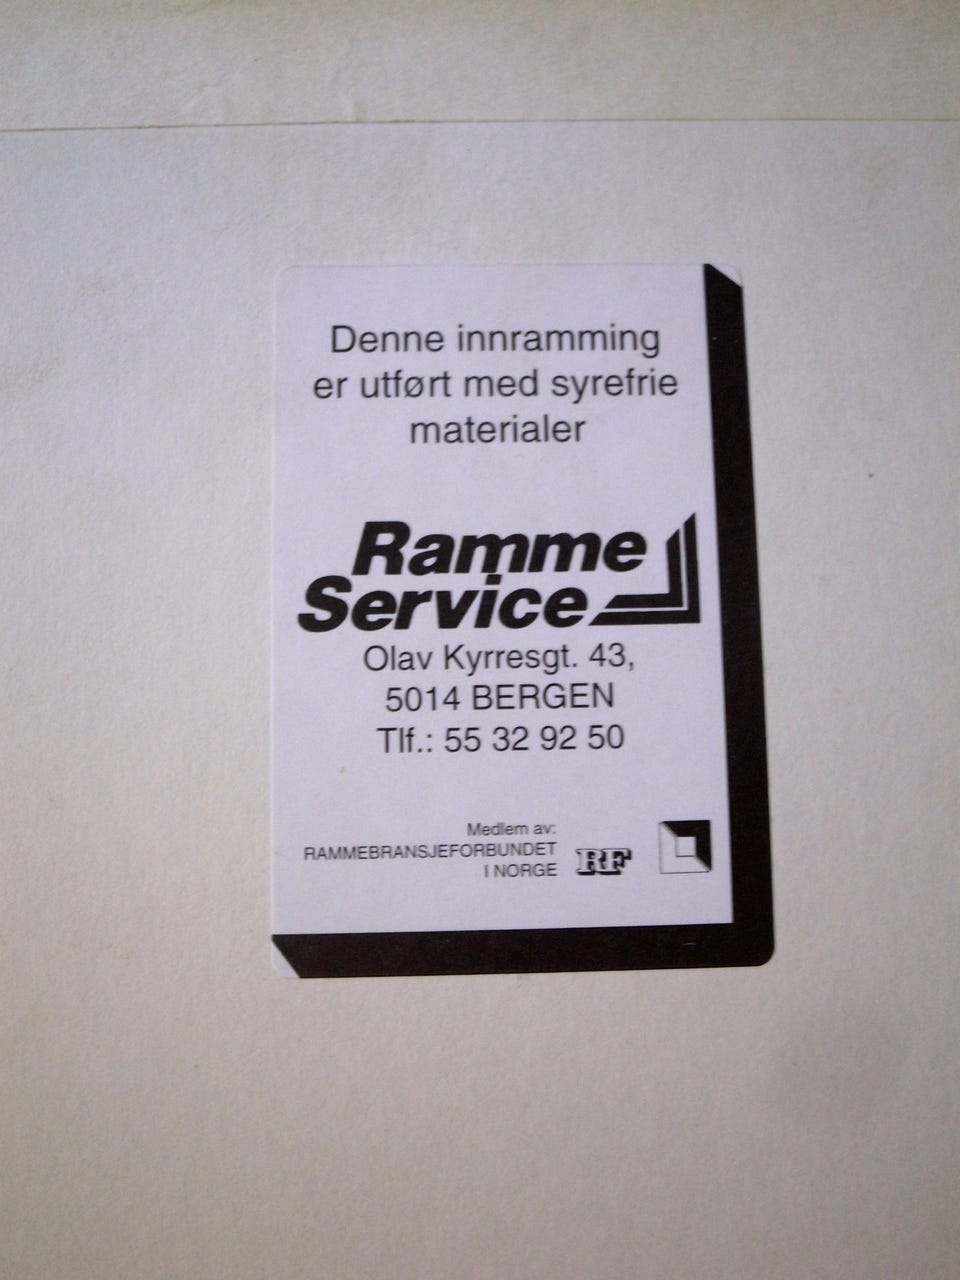 Denne innramming
er utført med syrefrie
materialer
Ramme
Service
Olav Kyrresgt. 43,
5014 BERGEN
Tlf.: 55 32 92 50
Medlem av:
RAMMEBRANSJEFORBUNDET
I NORGE
RF